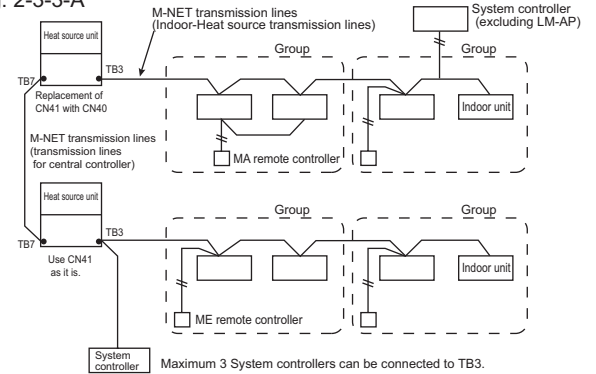 2-3-3-A
M-NET transmission lines
(Indoor-Heat source transmission lines)
System controller
(excluding LM-AP)
Heat source unit
Group
Group
TB7
TB3
Replacement of
CN41 with CN40
Indoor unit
MA remote controller
M-NET transmission lines
(transmission lines
for central controller)
Heat source unit
Group
Group
TB7
TB3
Use CN41
as it is.
Indoor unit
ME remote controller
System
controller
Maximum 3 System controllers can be connected to TB3.